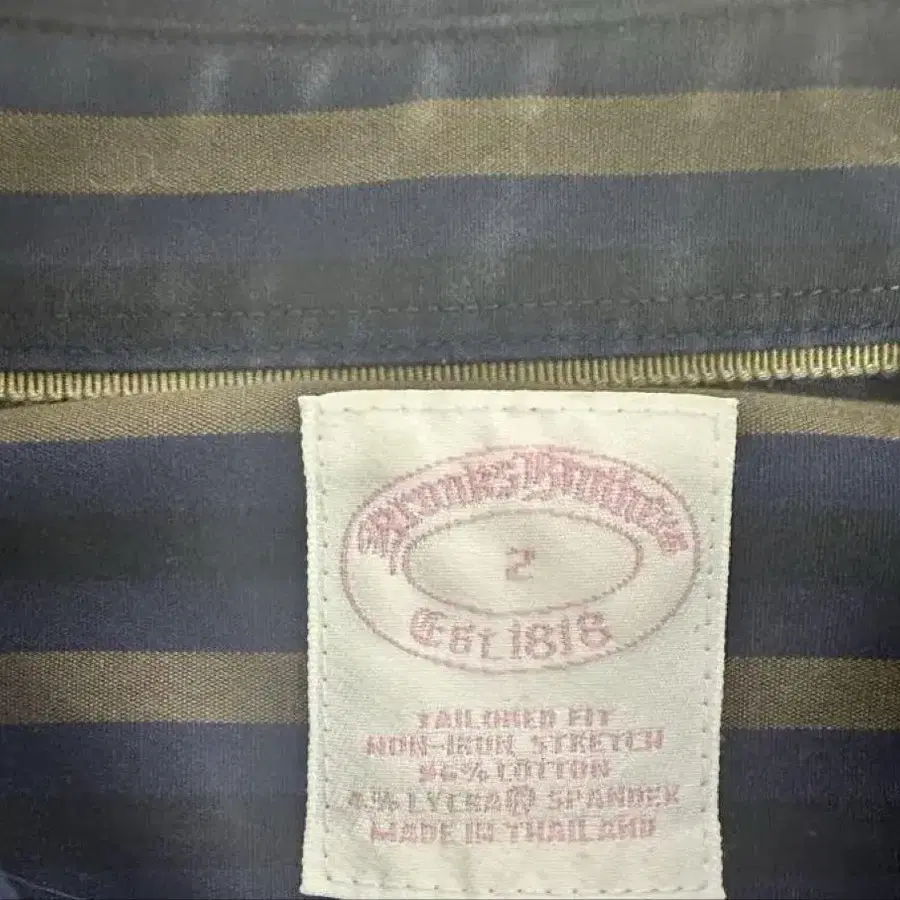 Brooks Brothers
2
Est. 1818
TAILORED FIT
NON-IRON STRETCH
96% COTTON
4% LYCRA® SPANDEX
MADE IN THAILAND